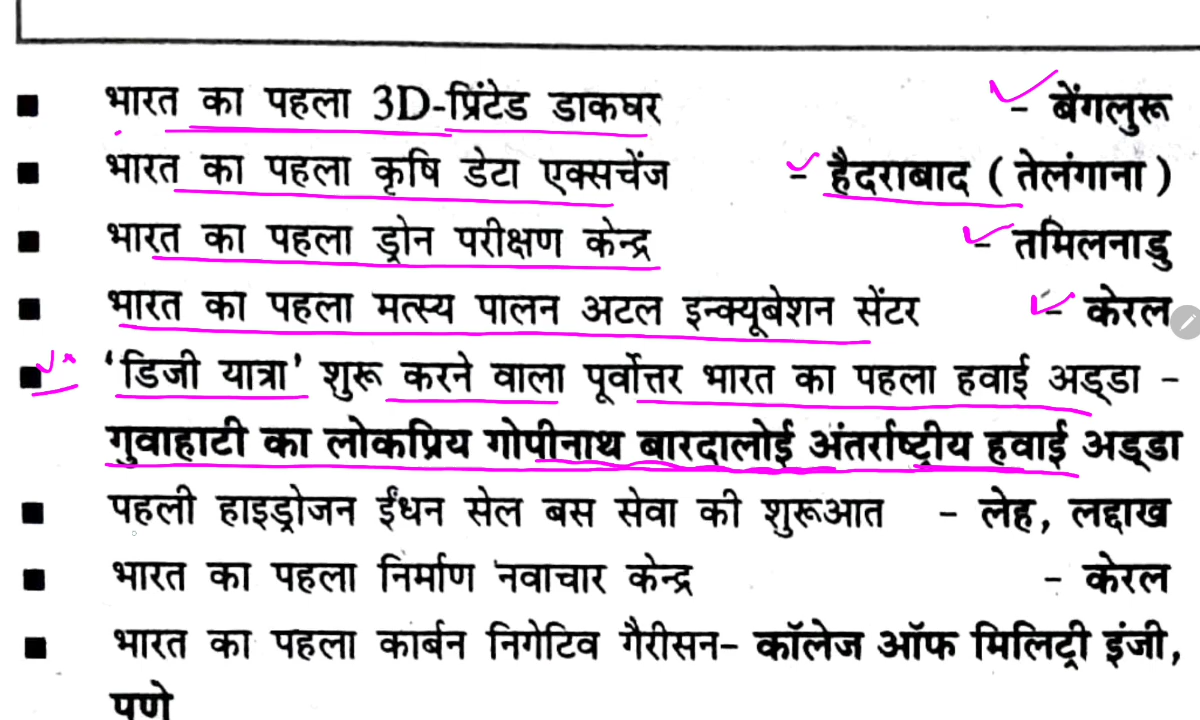 ■ भारत का पहला 3D-प्रिंटेड डाकघर – बेंगलुरू
■ भारत का पहला कृषि डेटा एक्सचेंज – हैदराबाद ( तेलंगाना )
■ भारत का पहला ड्रोन परीक्षण केन्द्र – तमिलनाडु
■ भारत का पहला मत्स्य पालन अटल इन्क्यूबेशन सेंटर – केरल
■ ‘डिजी यात्रा’ शुरू करने वाला पूर्वोत्तर भारत का पहला हवाई अड्डा –
गुवाहाटी का लोकप्रिय गोपीनाथ बारदालोई अंतर्राष्ट्रीय हवाई अड्डा
■ पहली हाइड्रोजन ईंधन सेल बस सेवा की शुरूआत – लेह, लद्दाख
■ भारत का पहला निर्माण नवाचार केन्द्र – केरल
■ भारत का पहला कार्बन निगेटिव गैरीसन– कॉलेज ऑफ मिलिट्री इंजी,
पुणे